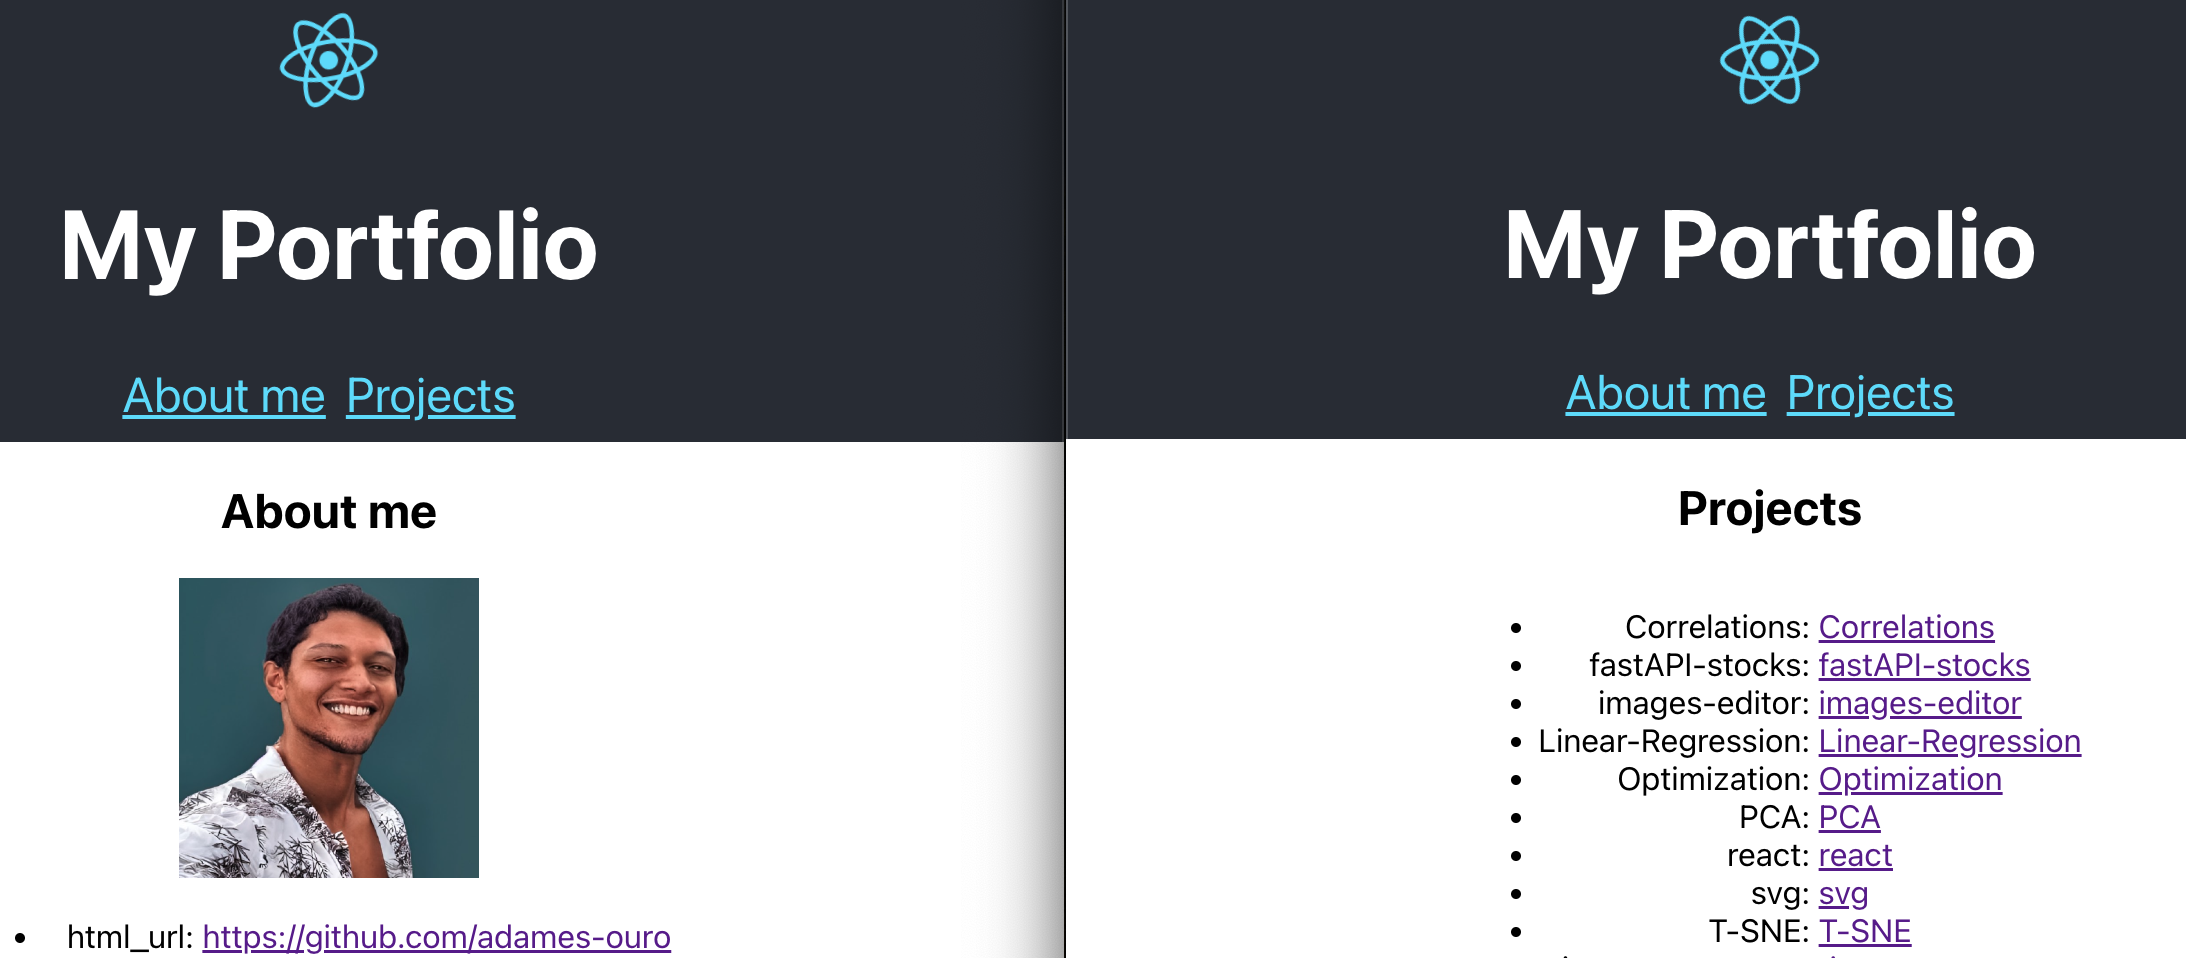 My Portfolio
About me Projects
About me
html_url: https://github.com/adames-ouro
My Portfolio
About me Projects
Projects
Correlations: Correlations
fastAPI-stocks: fastAPI-stocks
images-editor: images-editor
Linear-Regression: Linear-Regression
Optimization: Optimization
PCA: PCA
react: react
svg: svg
T-SNE: T-SNE